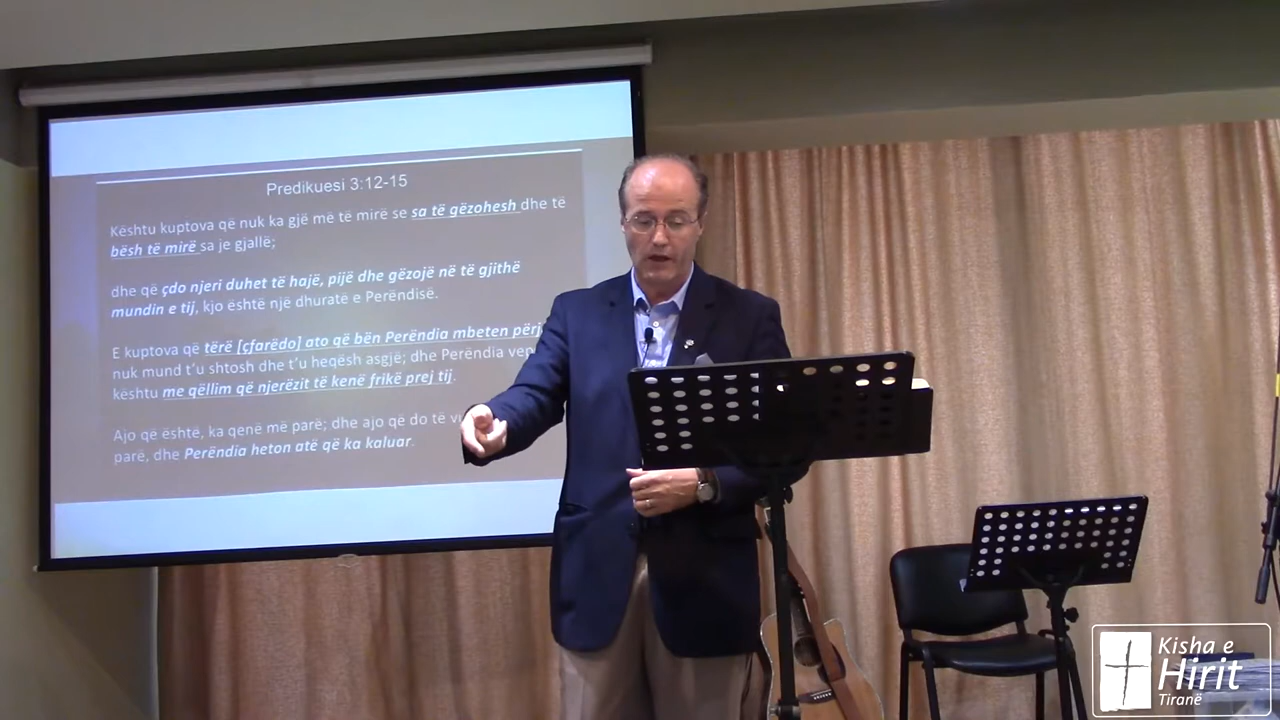 Predikuesi 3:12-15
Kështu kuptova që nuk ka gjë më të mirë se sa të gëzohesh dhe të
bësh të mirë sa je gjallë;
dhe që çdo njeri duhet të hajë, pijë dhe gëzojë në të gjithë
mundin e tij, kjo është një dhuratë e Perëndisë.
E kuptova që tërë [çfarëdo] ato që bën Perëndia mbeten
nuk mund t'u shtosh dhe t'u heqësh asgjë; dhe Perëndia
kështu me qëllim që njerëzit të kenë frikë prej tij.
Ajo që është, ka qenë më parë; dhe ajo që do të
parë, dhe Perëndia heton atë që ka kaluar.
Kisha e
Hirit
Tiranë